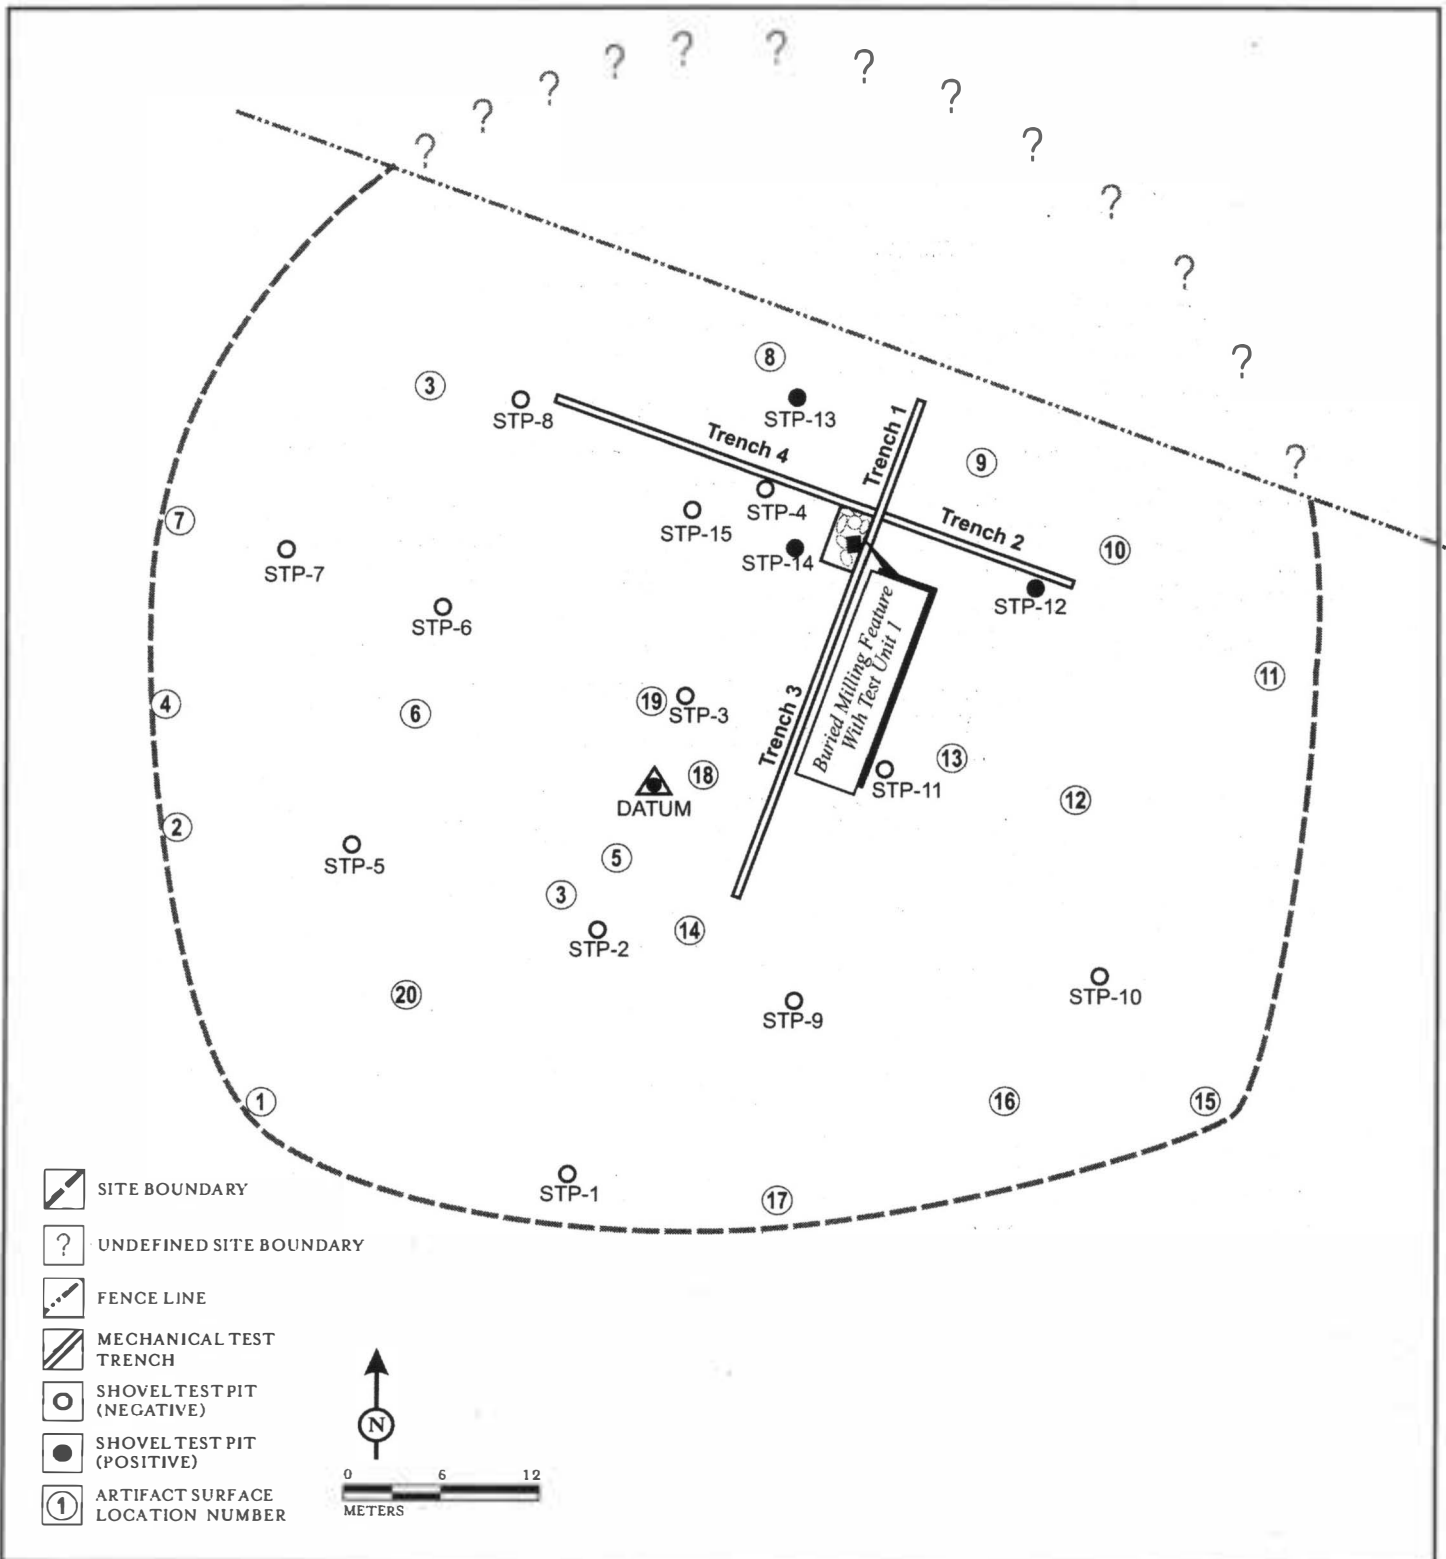 ?
?
?
?
?
?
?
?
?
?
?
?
?
8
3
STP-8
STP-13
Trench 1
Trench 4
9
7
STP-4
STP-15
Trench 2
10
STP-7
STP-14
STP-12
STP-6
Buried Milling Feature
With Test Unit 1
11
4
6
19
STP-3
Trench 3
18
13
STP-11
DATUM
12
2
STP-5
5
3
14
STP-2
20
STP-10
STP-9
1
16
15
STP-1
17
SITE BOUNDARY
? UNDEFINED SITE BOUNDARY
FENCE LINE
MECHANICAL TEST
TRENCH
SHOVEL TEST PIT
(NEGATIVE)
SHOVEL TEST PIT
(POSITIVE)
1 ARTIFACT SURFACE
LOCATION NUMBER
N
0 6 12
METERS